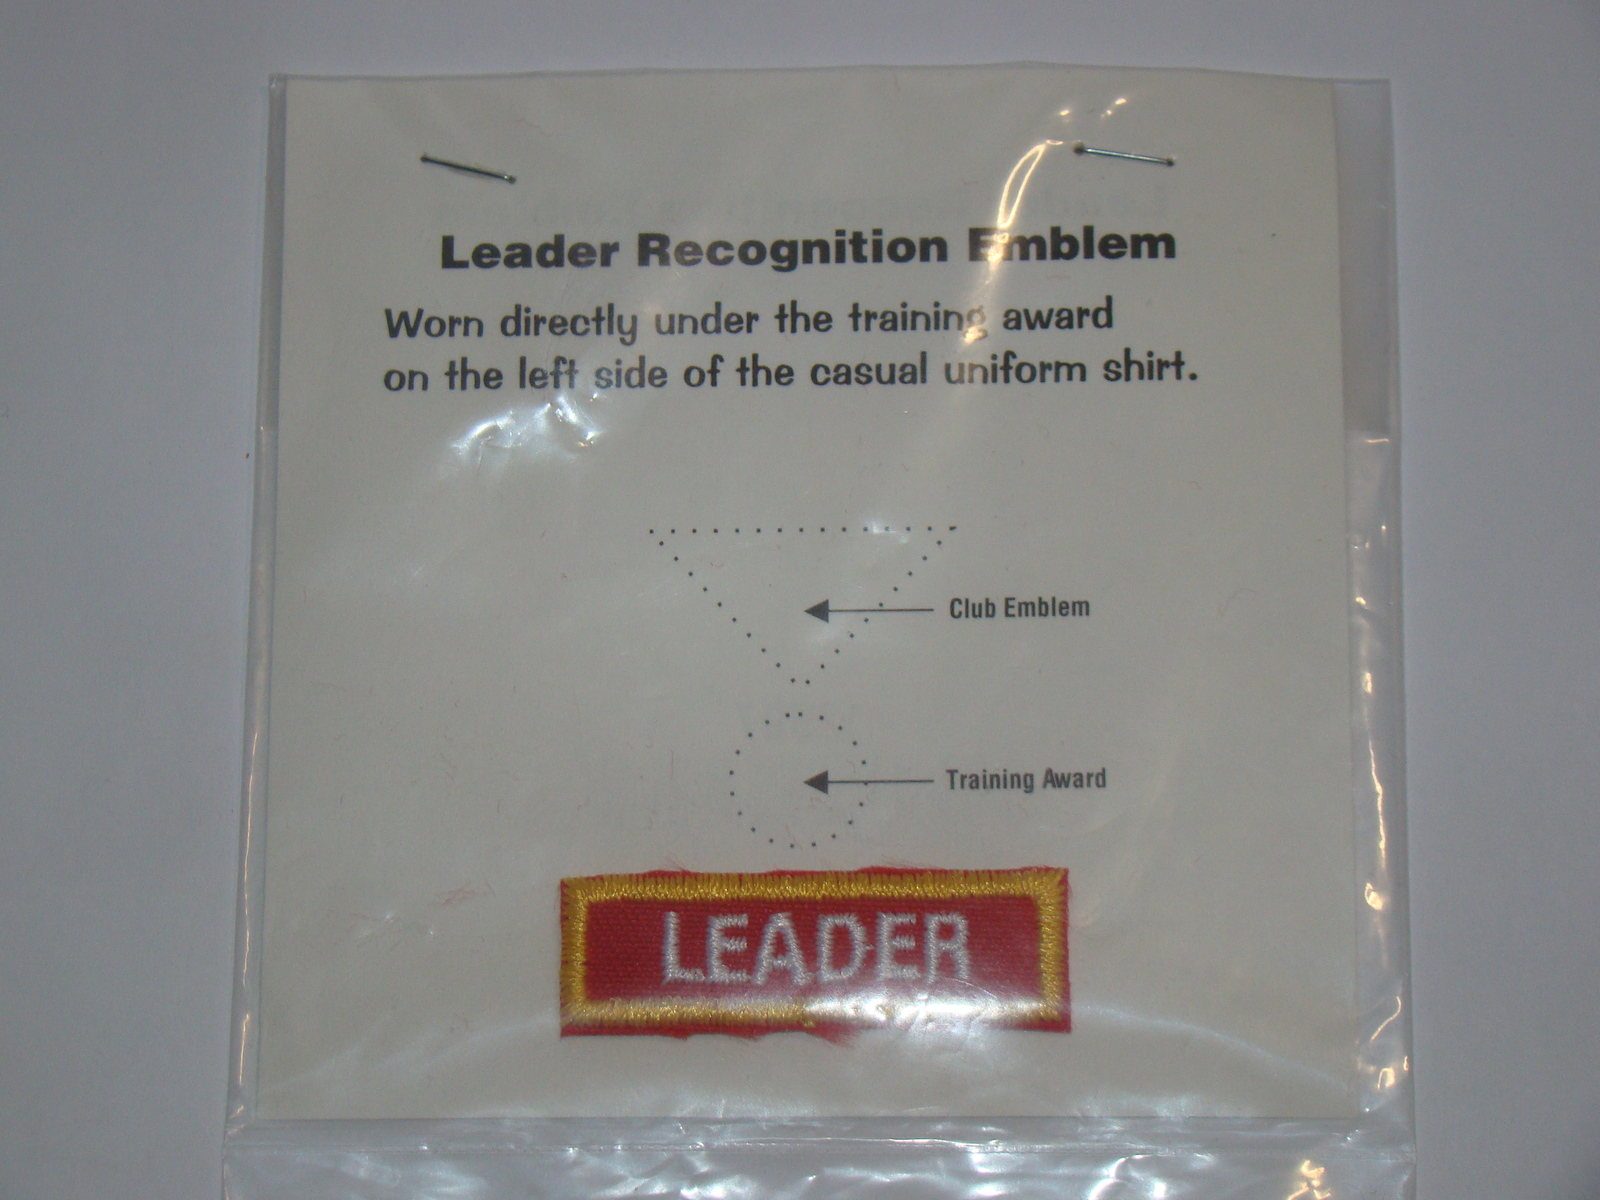 Leader Recognition Emblem
Worn directly under the training award
on the left side of the casual uniform shirt.
Club Emblem
Training Award
LEADER